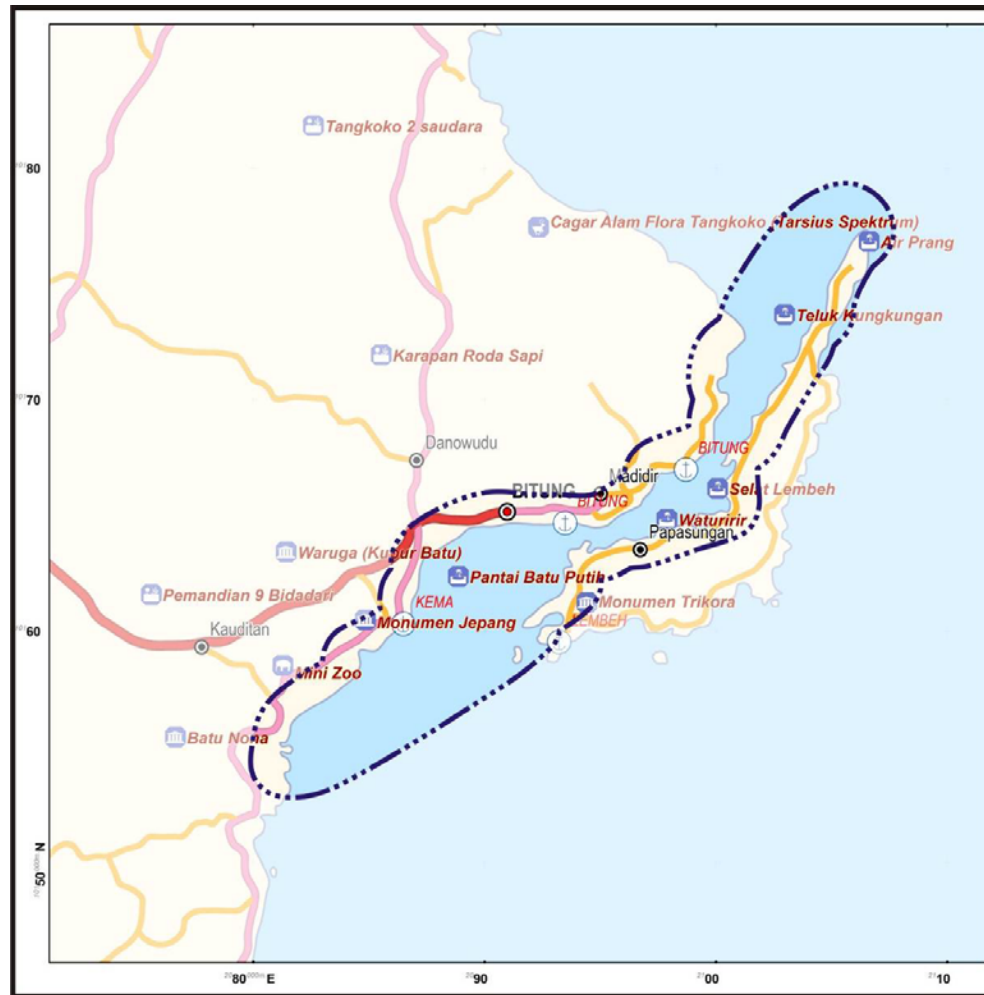 Tangkoko 2 saudara
80
Cagar Alam Flora Tangkoko (Tarsius Spektrum)
Air Prang
Teluk Kungkungan
Karapan Roda Sapi
70
Danowudu
BITUNG
Madidir
BITUNG
BITUNG
Selat Lembeh
Waturirir
Papasungan
Waruga (Kubur Batu)
Pantai Batu Putih
Pemandian 9 Bidadari
KEMA
Monumen Trikora
60
Monumen Jepang
LEMBEH
Kauditan
Mini Zoo
Batu Nona
50 N
80 E
90
00
10